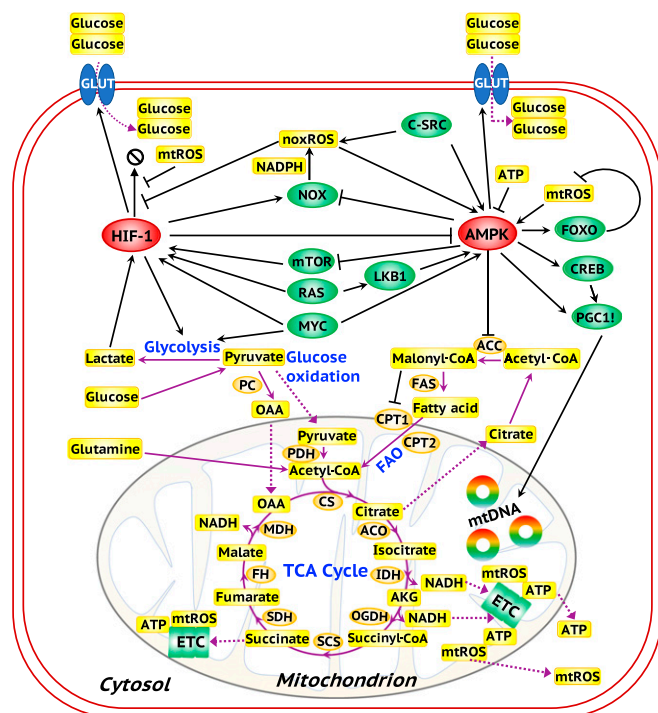 Glucose
Glucose
GLUT
Glucose
Glucose
Glucose
Glucose
GLUT
Glucose
Glucose
mtROS
noxROS
NADPH
C-SRC
ATP
mtROS
NOX
HIF-1
AMPK
FOXO
mTOR
LKB1
CREB
RAS
PGC1!
MYC
Glycolysis
Lactate
Pyruvate
Glucose
oxidation
Malonyl-CoA
ACC
Acetyl-CoA
PC
FAS
Glucose
OAA
Fatty acid
CPT1
Pyruvate
Citrate
CPT2
Glutamine
PDH
FAO
Acetyl-CoA
OAA
CS
Citrate
mtDNA
NADH
MDH
ACO
Malate
Isocitrate
FH
TCA Cycle
IDH
NADH
mtROS
Fumarate
AKG
ETC
ATP
ATP
mtROS
SDH
OGDH
NADH
ATP
ETC
Succinate
SCS
Succinyl-CoA
ATP
mtROS
mtROS
Cytosol
Mitochondrion